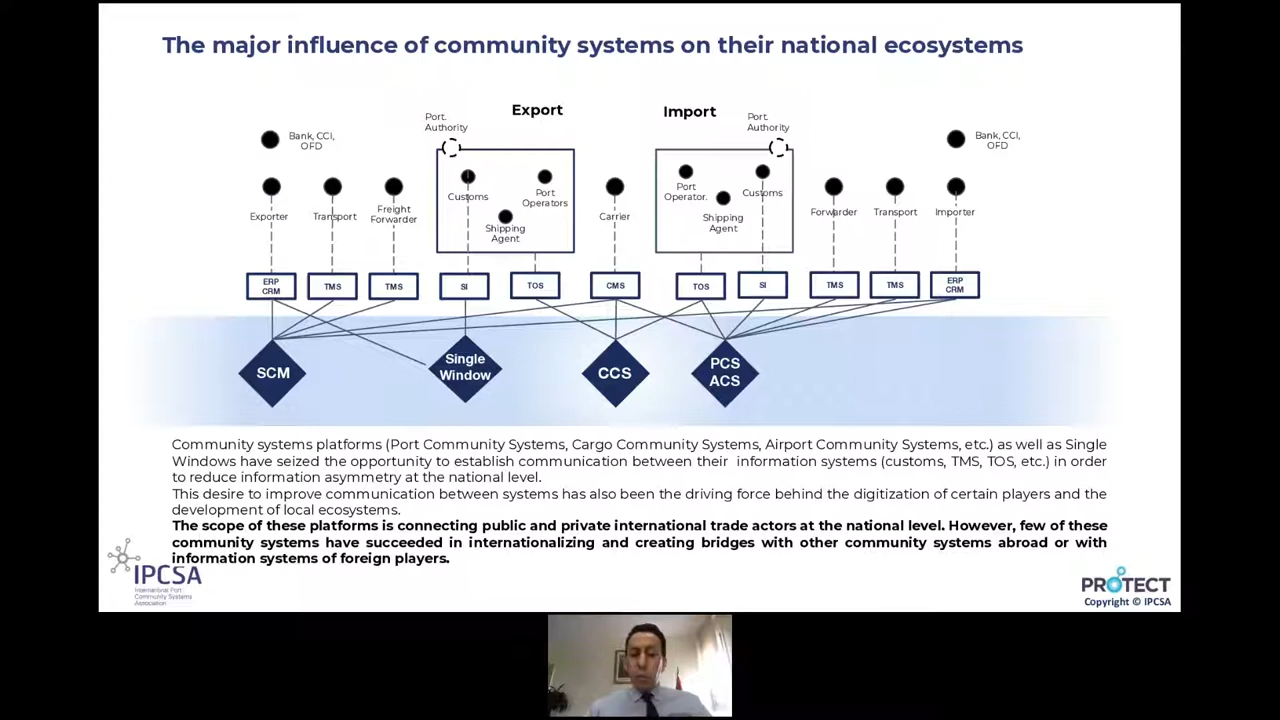 The major influence of community systems on their national ecosystems
Export
Import
Port.
Authority
Port.
Authority
Bank, CCI,
OFD
Bank, CCI,
OFD
Exporter
Transport
Freight
Forwarder
Customs
Port
Operators
Shipping
Agent
Carrier
Port
Operator.
Customs
Shipping
Agent
Forwarder
Transport
Importer
ERP
CRM
TMS
TMS
SI
TOS
CMS
TOS
SI
TMS
TMS
ERP
CRM
SCM
Single
Window
CCS
PCS
ACS
Community systems platforms (Port Community Systems, Cargo Community Systems, Airport Community Systems, etc.) as well as Single
Windows have seized the opportunity to establish communication between their information systems (customs, TMS, TOS, etc.) in order
to reduce information asymmetry at the national level.
This desire to improve communication between systems has also been the driving force behind the digitization of certain players and the
development of local ecosystems.
The scope of these platforms is connecting public and private international trade actors at the national level. However, few of these
community systems have succeeded in internationalizing and creating bridges with other community systems abroad or with
information systems of foreign players.
IPCSA
International Port
Community Systems
Association
PROTECT
Copyright © IPCSA